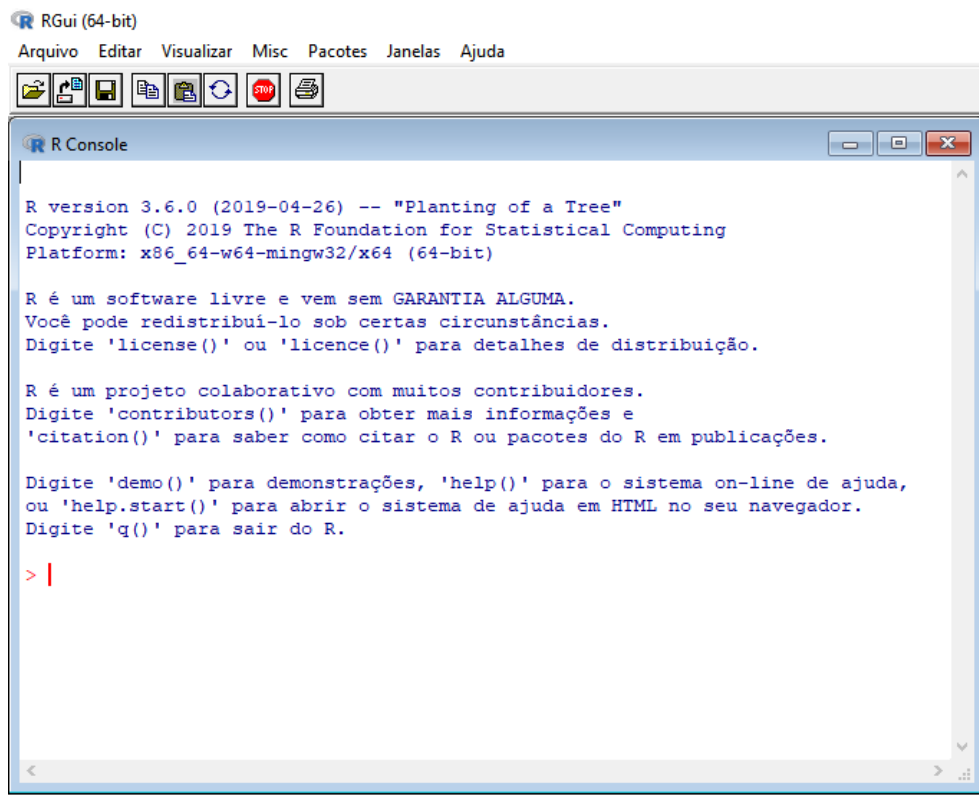 RGui (64-bit)
Arquivo Editar Visualizar Misc Pacotes Janelas Ajuda
STOP
R Console
R version 3.6.0 (2019-04-26) -- "Planting of a Tree"
Copyright (C) 2019 The R Foundation for Statistical Computing
Platform: x86_64-w64-mingw32/x64 (64-bit)
R é um software livre e vem sem GARANTIA ALGUMA.
Você pode redistribuí-lo sob certas circunstâncias.
Digite 'license()' ou 'licence()' para detalhes de distribuição.
R é um projeto colaborativo com muitos contribuidores.
Digite 'contributors()' para obter mais informações e
'citation()' para saber como citar o R ou pacotes do R em publicações.
Digite 'demo()' para demonstrações, 'help()' para o sistema on-line de ajuda,
ou 'help.start()' para abrir o sistema de ajuda em HTML no seu navegador.
Digite 'q()' para sair do R.
>